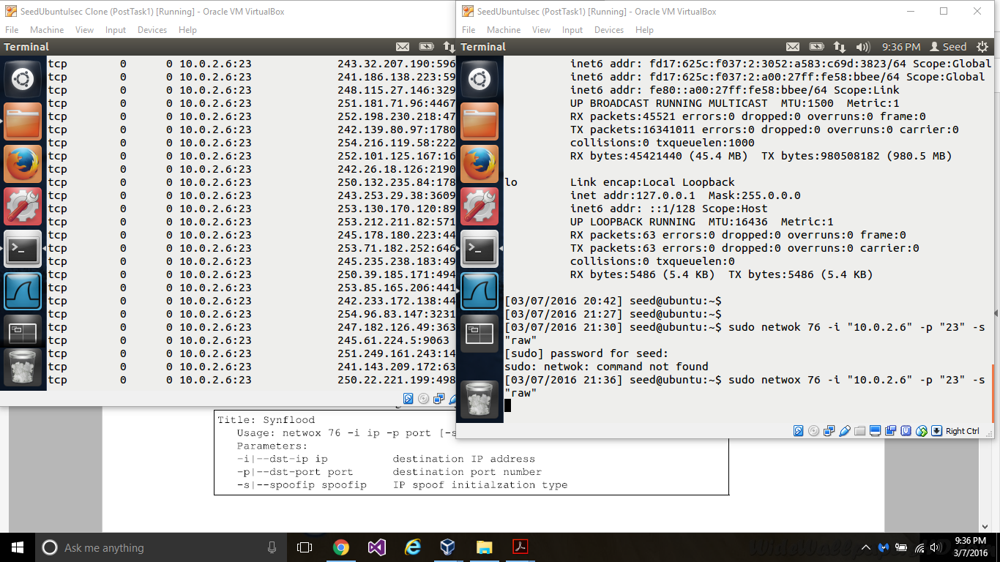 SeedUbuntuIsec Clone (PostTask1) [Running] - Oracle VM VirtualBox
File Machine View Input Devices Help
Terminal
tcp 0 0 10.0.2.6:23 243.32.207.190:596
tcp 0 0 10.0.2.6:23 241.186.138.223:59
tcp 0 0 10.0.2.6:23 248.115.27.146:329
tcp 0 0 10.0.2.6:23 251.181.71.96:4467
tcp 0 0 10.0.2.6:23 252.198.230.218:47
tcp 0 0 10.0.2.6:23 242.139.80.97:1780
tcp 0 0 10.0.2.6:23 254.216.119.58:222
tcp 0 0 10.0.2.6:23 252.101.125.167:16
tcp 0 0 10.0.2.6:23 242.26.18.126:2190
tcp 0 0 10.0.2.6:23 250.132.235.84:178
tcp 0 0 10.0.2.6:23 243.253.29.38:3609
tcp 0 0 10.0.2.6:23 253.130.170.120:89
tcp 0 0 10.0.2.6:23 253.212.211.82:571
tcp 0 0 10.0.2.6:23 245.178.180.223:44
tcp 0 0 10.0.2.6:23 253.71.182.252:646
tcp 0 0 10.0.2.6:23 245.235.238.183:49
tcp 0 0 10.0.2.6:23 250.39.185.171:494
tcp 0 0 10.0.2.6:23 253.85.165.206:441
tcp 0 0 10.0.2.6:23 242.233.172.138:44
tcp 0 0 10.0.2.6:23 254.96.83.147:3231
tcp 0 0 10.0.2.6:23 247.182.126.49:363
tcp 0 0 10.0.2.6:23 245.61.224.5:9063
tcp 0 0 10.0.2.6:23 251.249.161.243:14
tcp 0 0 10.0.2.6:23 241.143.209.172:63
tcp 0 0 10.0.2.6:23 250.22.221.199:498
SeedUbuntuIsec (PostTask1) [Running] - Oracle VM VirtualBox
File Machine View Input Devices Help
Terminal 9:36 PM Seed
inet6 addr: fd17:625c:f037:2:3052:a583:c69d:3823/64 Scope:Global
inet6 addr: fd17:625c:f037:2:a00:27ff:fe58:bbee/64 Scope:Global
inet6 addr: fe80::a00:27ff:fe58:bbee/64 Scope:Link
UP BROADCAST RUNNING MULTICAST MTU:1500 Metric:1
RX packets:45521 errors:0 dropped:0 overruns:0 frame:0
TX packets:16341011 errors:0 dropped:0 overruns:0 carrier:0
collisions:0 txqueuelen:1000
RX bytes:45421440 (45.4 MB) TX bytes:980508182 (980.5 MB)
lo Link encap:Local Loopback
inet addr:127.0.0.1 Mask:255.0.0.0
inet6 addr: ::1/128 Scope:Host
UP LOOPBACK RUNNING MTU:16436 Metric:1
RX packets:63 errors:0 dropped:0 overruns:0 frame:0
TX packets:63 errors:0 dropped:0 overruns:0 carrier:0
collisions:0 txqueuelen:0
RX bytes:5486 (5.4 KB) TX bytes:5486 (5.4 KB)
[03/07/2016 20:42] seed@ubuntu:~$
[03/07/2016 21:27] seed@ubuntu:~$
[03/07/2016 21:30] seed@ubuntu:~$ sudo netwok 76 -i "10.0.2.6" -p "23" -s
"raw"
[sudo] password for seed:
sudo: netwok: command not found
[03/07/2016 21:36] seed@ubuntu:~$ sudo netwox 76 -i "10.0.2.6" -p "23" -s
"raw"
Right Ctrl
Title: Synflood
Usage: netwox 76 -i ip -p port [-s
Parameters:
-i|--dst-ip ip destination IP address
-p|--dst-port port destination port number
-s|--spoofip spoofip IP spoof initialzation type
Ask me anything
9:36 PM
3/7/2016